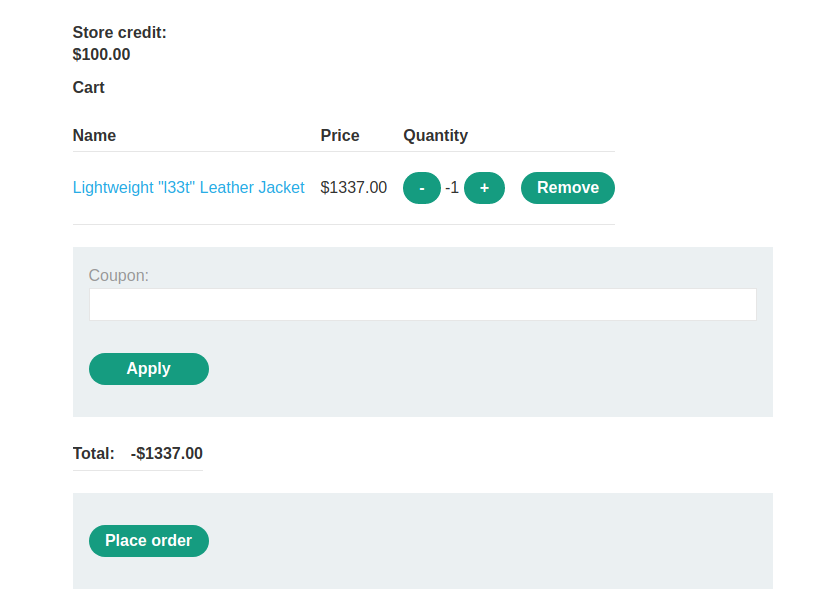 Store credit:
$100.00
Cart
Name Price Quantity
Lightweight "l33t" Leather Jacket $1337.00 - -1 + Remove
Coupon:
Apply
Total: -$1337.00
Place order